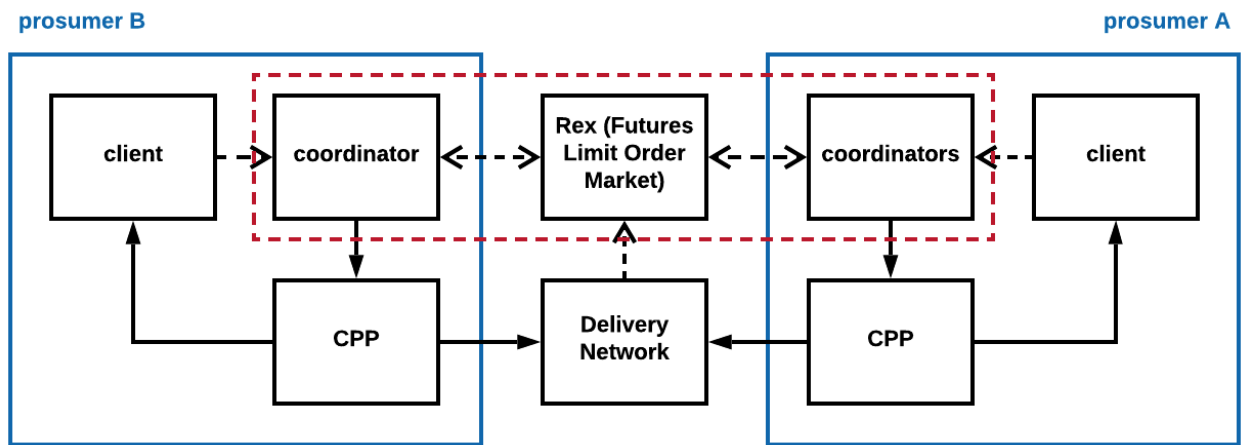 prosumer B
prosumer A
client
coordinator
Rex (Futures
Limit Order
Market)
coordinators
client
CPP
Delivery
Network
CPP